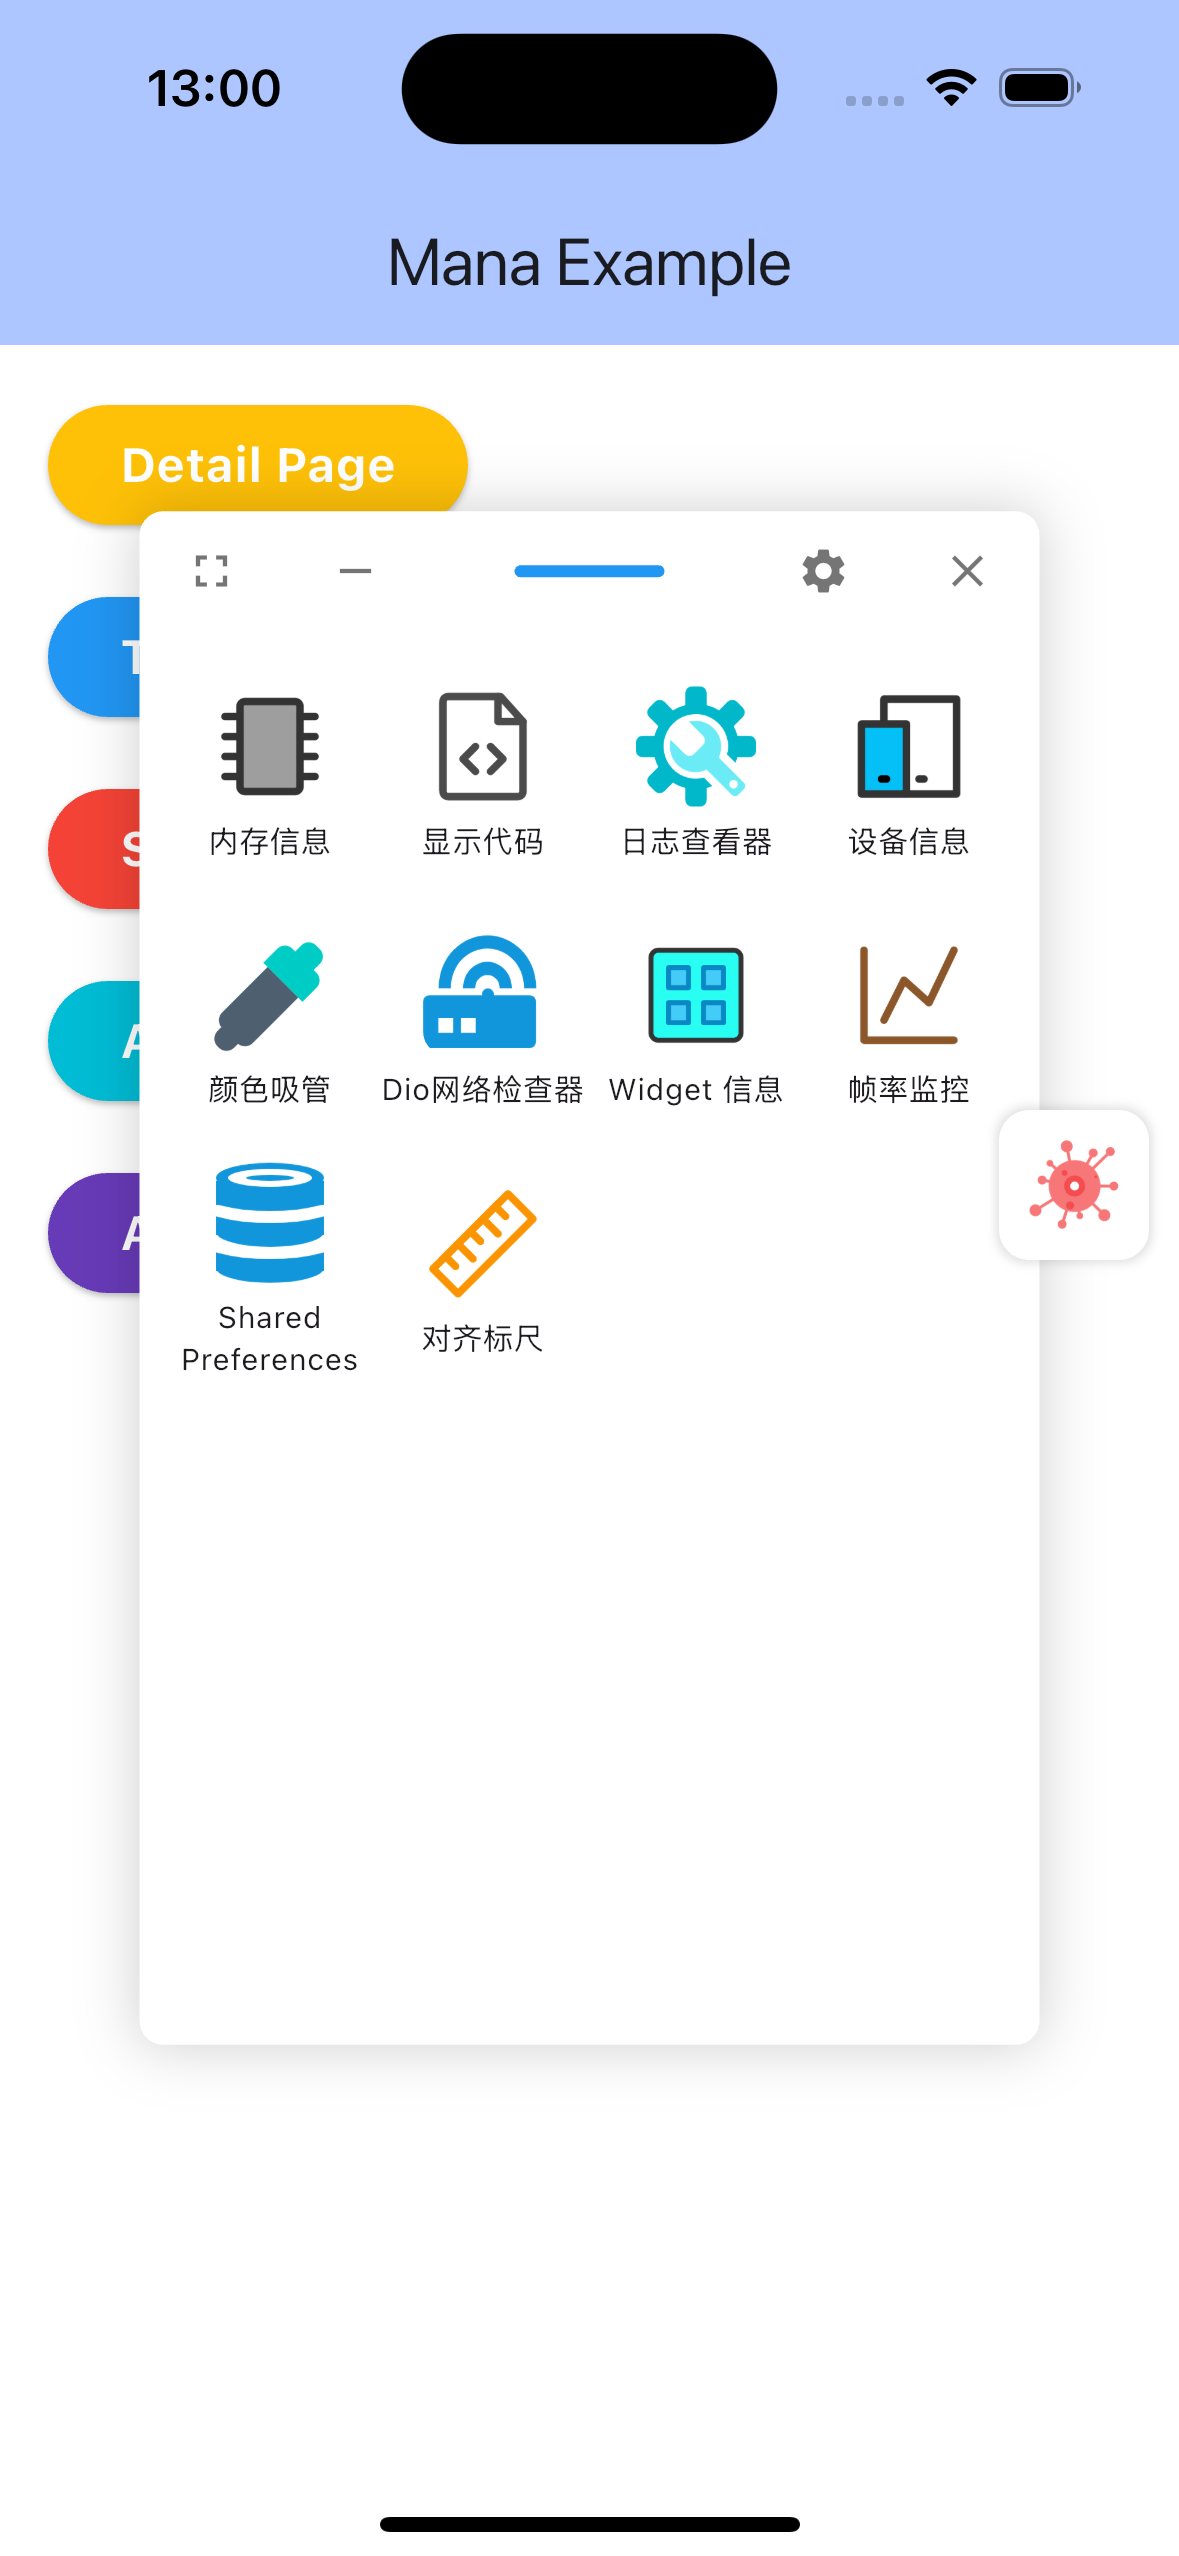 13:00
Mana Example
Detail Page
T
S
A
A
内存信息
显示代码
日志查看器
设备信息
颜色吸管
Dio网络检查器
Widget 信息
帧率监控
Shared
Preferences
对齐标尺